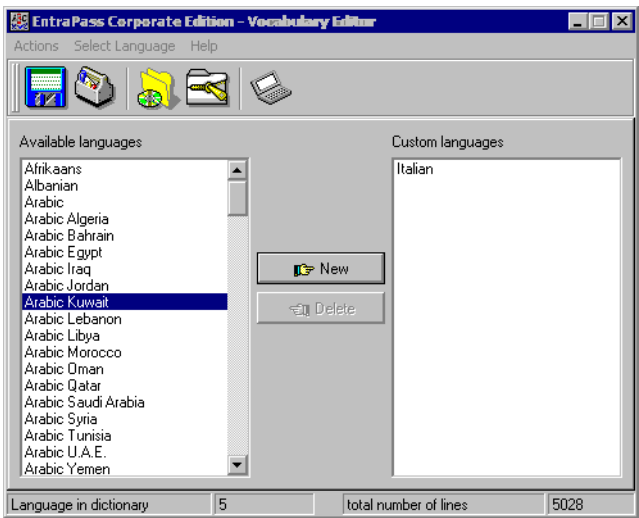 EntraPass Corporate Edition - Vocabulary Editor
Actions Select Language Help
Available languages
Custom languages
Afrikaans
Albanian
Arabic
Arabic Algeria
Arabic Bahrain
Arabic Egypt
Arabic Iraq
Arabic Jordan
Arabic Kuwait
Arabic Lebanon
Arabic Libya
Arabic Morocco
Arabic Oman
Arabic Qatar
Arabic Saudi Arabia
Arabic Syria
Arabic Tunisia
Arabic U.A.E.
Arabic Yemen
New
Delete
Italian
Language in dictionary 5 total number of lines 5028